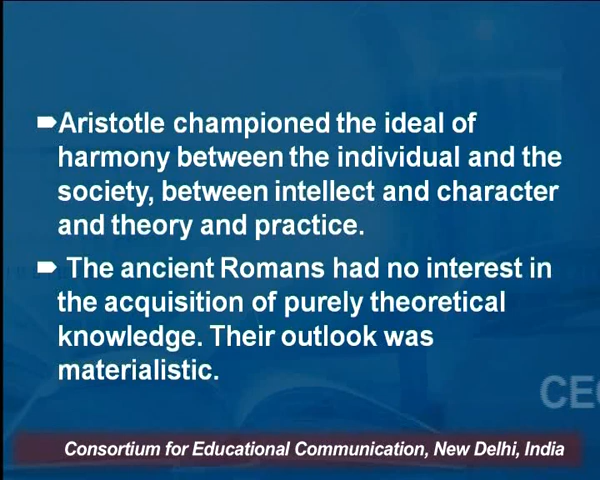 Aristotle championed the ideal of
harmony between the individual and the
society, between intellect and character
and theory and practice.
The ancient Romans had no interest in
the acquisition of purely theoretical
knowledge. Their outlook was
materialistic.
CEC
Consortium for Educational Communication, New Delhi, India